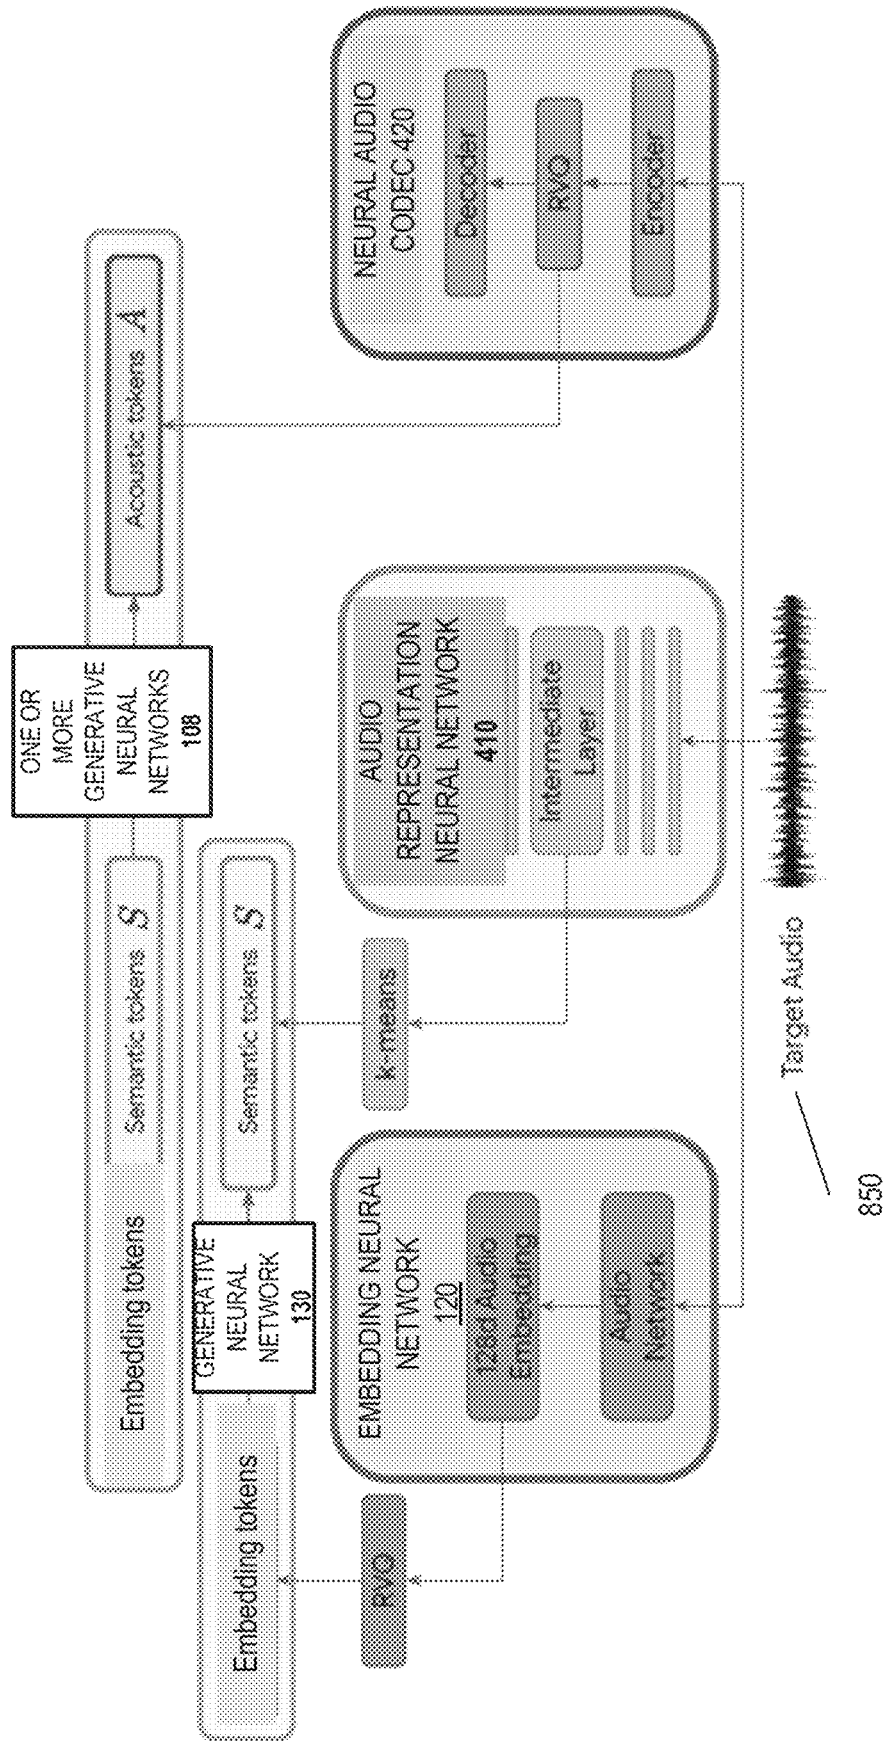 Embedding tokens
Semantic tokens S
ONE OR
MORE
GENERATIVE
NEURAL
NETWORKS
108
Acoustic tokens A
Embedding tokens
GENERATIVE
NEURAL
NETWORK
130
Semantic tokens S
RVQ
k-means
EMBEDDING NEURAL
NETWORK
120
128d Audio
Embedding
Audio
Network
AUDIO
REPRESENTATION
NEURAL NETWORK
410
Intermediate
Layer
NEURAL AUDIO
CODEC 420
Decoder
RVQ
Encoder
Target Audio
850